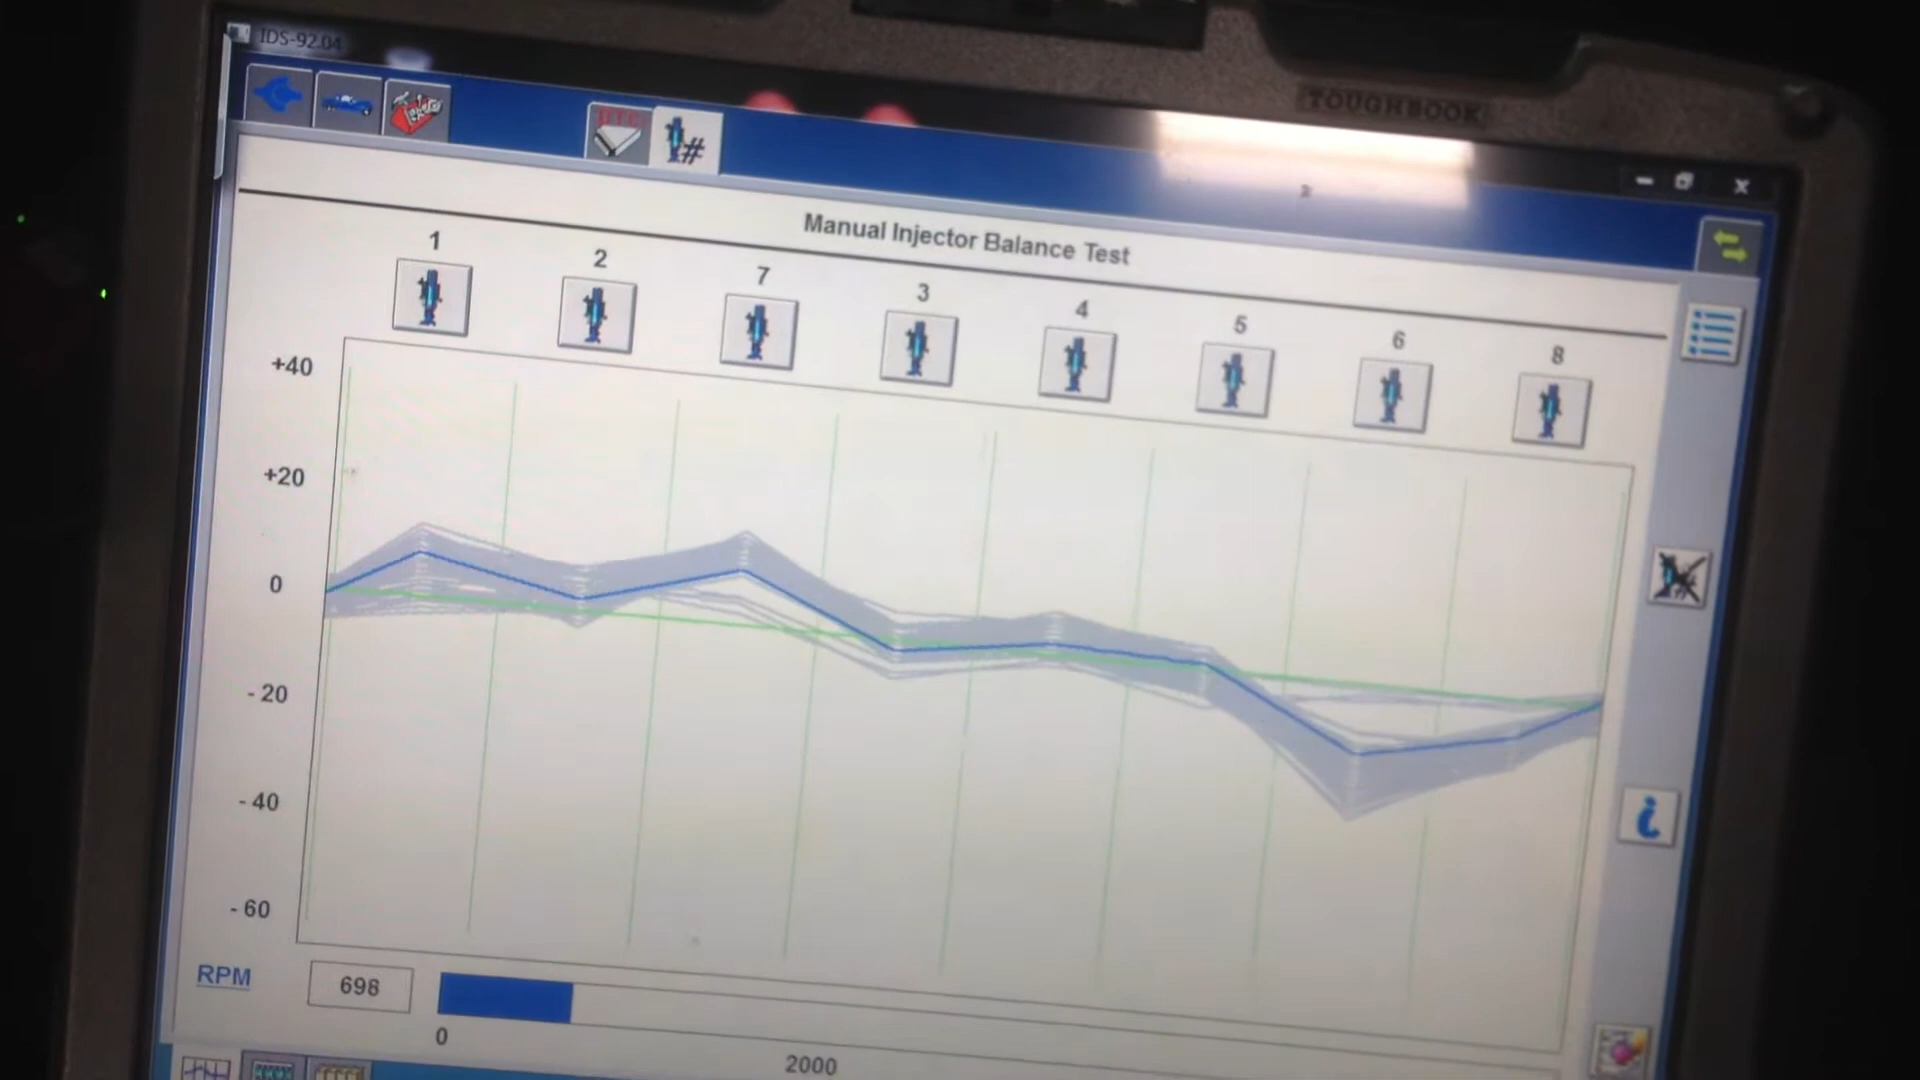 IDS-92.04
TOUGHBOOK
DTC
#
Manual Injector Balance Test
1 2 7 3 4 5 6 8
+40
+20
0
- 20
- 40
- 60
RPM 698
0 2000